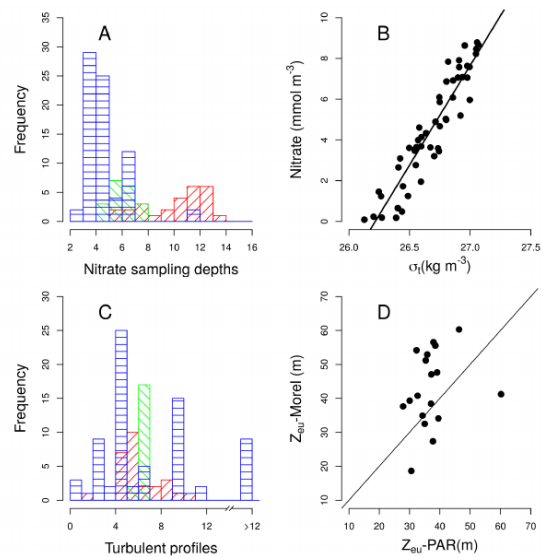 A
Frequency
0 5 10 15 20 25 30
2 4 6 8 10 12 14 16
Nitrate sampling depths
B
Nitrate (mmol m⁻³)
0 2 4 6 8 10
26.0 26.5 27.0 27.5
σt(kg m⁻³)
C
Frequency
0 5 10 15 20 25 30
0 4 8 12 >12
Turbulent profiles
D
Zeu-Morel (m)
10 20 30 40 50 60 70
10 20 30 40 50 60 70
Zeu-PAR(m)